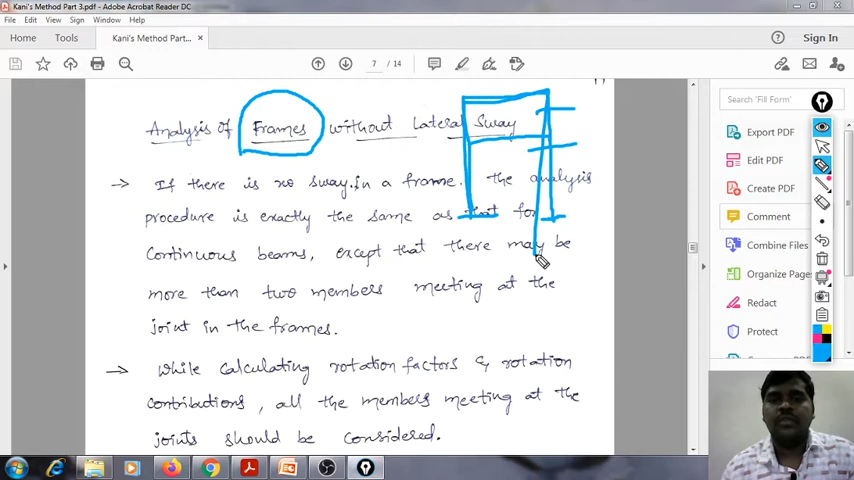 Kani's Method Part 3.pdf - Adobe Acrobat Reader DC
File Edit View Sign Window Help
Home Tools Kani's Method Part... × Sign In
7 / 14
Analysis of Frames without Lateral Sway
→ If there is no sway in a frame. the analysis
procedure is exactly the same as that for
Continuous beams, except that there may be
more than two members meeting at the
joint in the frames.
→ While calculating rotation factors & rotation
contributions, all the members meeting at the
joints should be considered.
Search 'Fill Form'
Export PDF
Edit PDF
Create PDF
Comment
Combine Files
Organize Pages
Redact
Protect